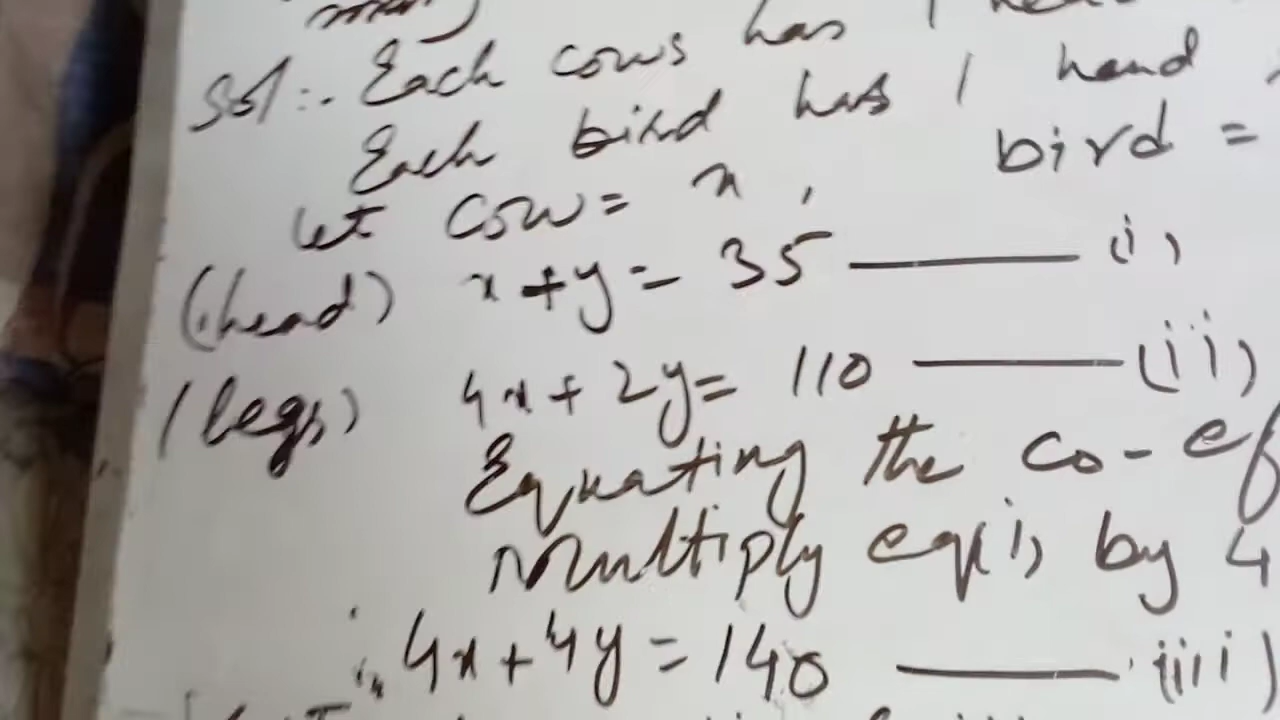 Sol:. Each cows has 1 head
Each bird has 1 hend
let cow = x , bird =
(head) x + y = 35 ——— (i)
(legs) 4x + 2y = 110 ——— (ii)
Equating the co-ef
Multiply eq(i) by 4
∴ 4x + 4y = 140 ——— (iii)